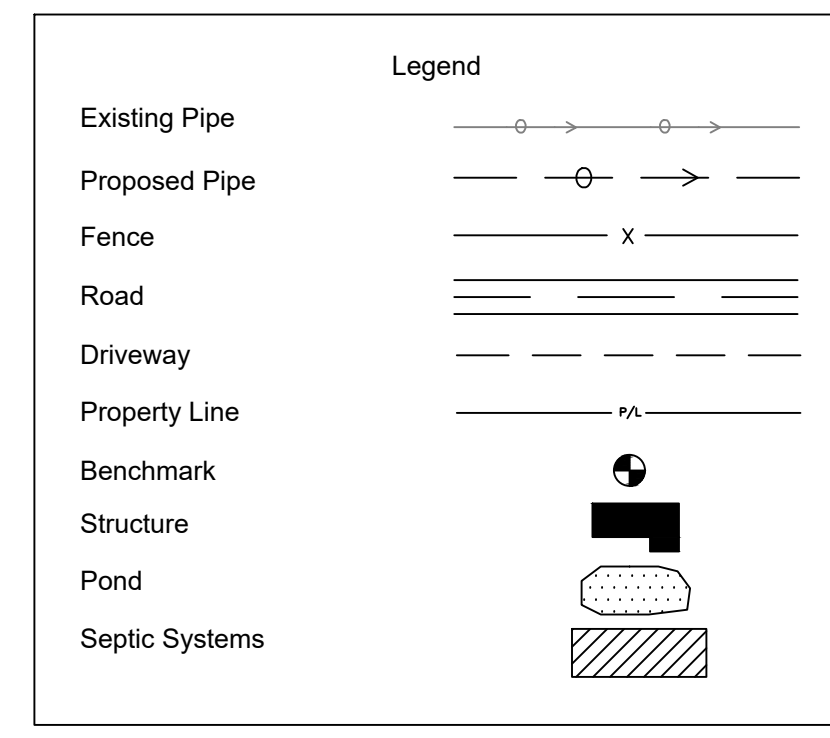 Legend
Existing Pipe
Proposed Pipe
Fence X
Road
Driveway
Property Line P/L
Benchmark
Structure
Pond
Septic Systems